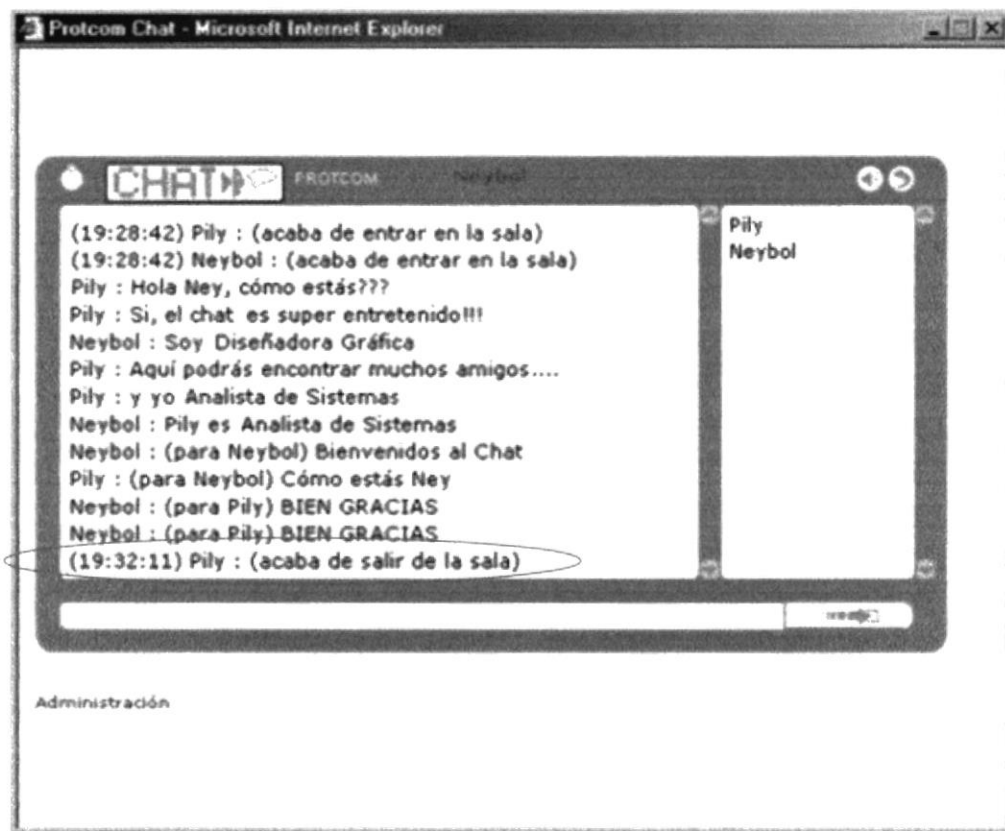 Protcom Chat - Microsoft Internet Explorer
CHAT PROTCOM Neybol
(19:28:42) Pily : (acaba de entrar en la sala)
(19:28:42) Neybol : (acaba de entrar en la sala)
Pily : Hola Ney, cómo estás???
Pily : Si, el chat es super entretenido!!!
Neybol : Soy Diseñadora Gráfica
Pily : Aquí podrás encontrar muchos amigos....
Pily : y yo Analista de Sistemas
Neybol : Pily es Analista de Sistemas
Neybol : (para Neybol) Bienvenidos al Chat
Pily : (para Neybol) Cómo estás Ney
Neybol : (para Pily) BIEN GRACIAS
Neybol : (para Pily) BIEN GRACIAS
(19:32:11) Pily : (acaba de salir de la sala)
Pily
Neybol
Administración